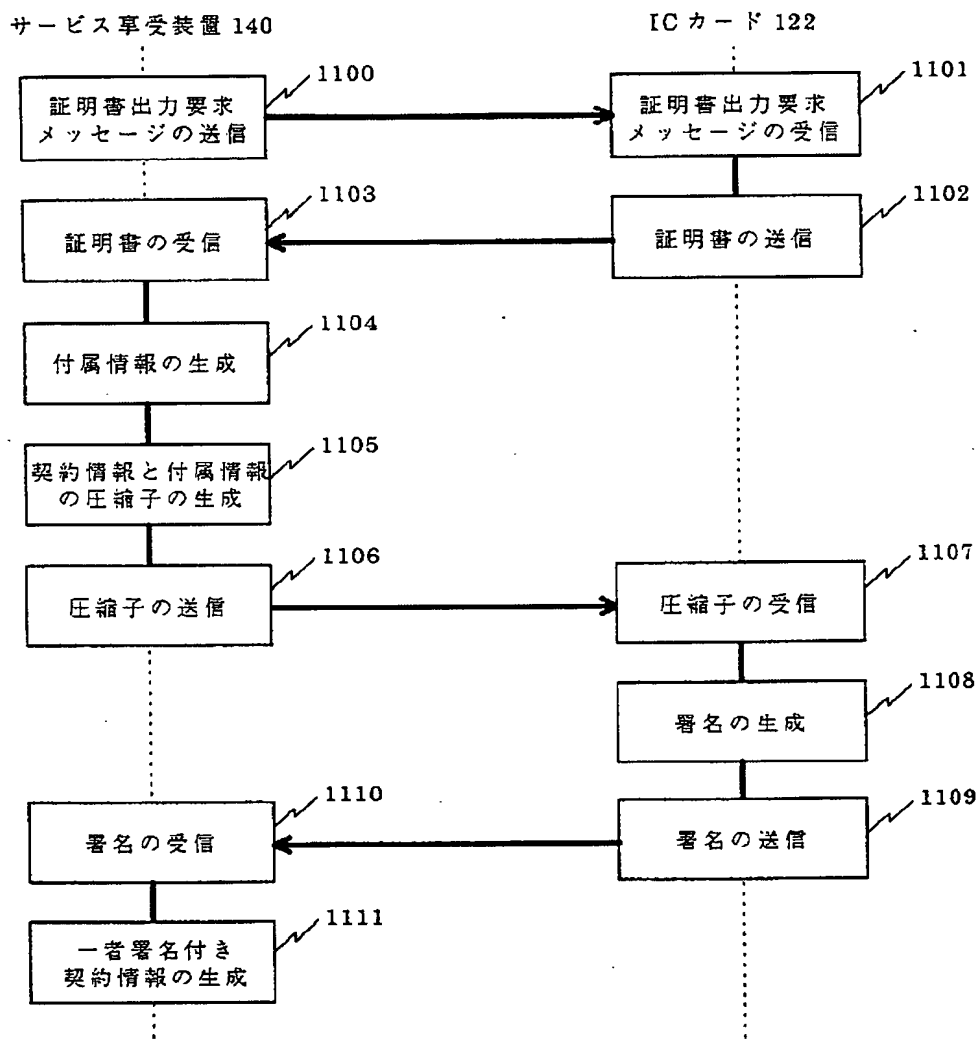 サービス享受装置 140
ICカード 122
1100
証明書出力要求
メッセージの送信
1101
証明書出力要求
メッセージの受信
1103
証明書の受信
1102
証明書の送信
1104
付属情報の生成
1105
契約情報と付属情報
の圧縮子の生成
1106
圧縮子の送信
1107
圧縮子の受信
1108
署名の生成
1110
署名の受信
1109
署名の送信
1111
一者署名付き
契約情報の生成